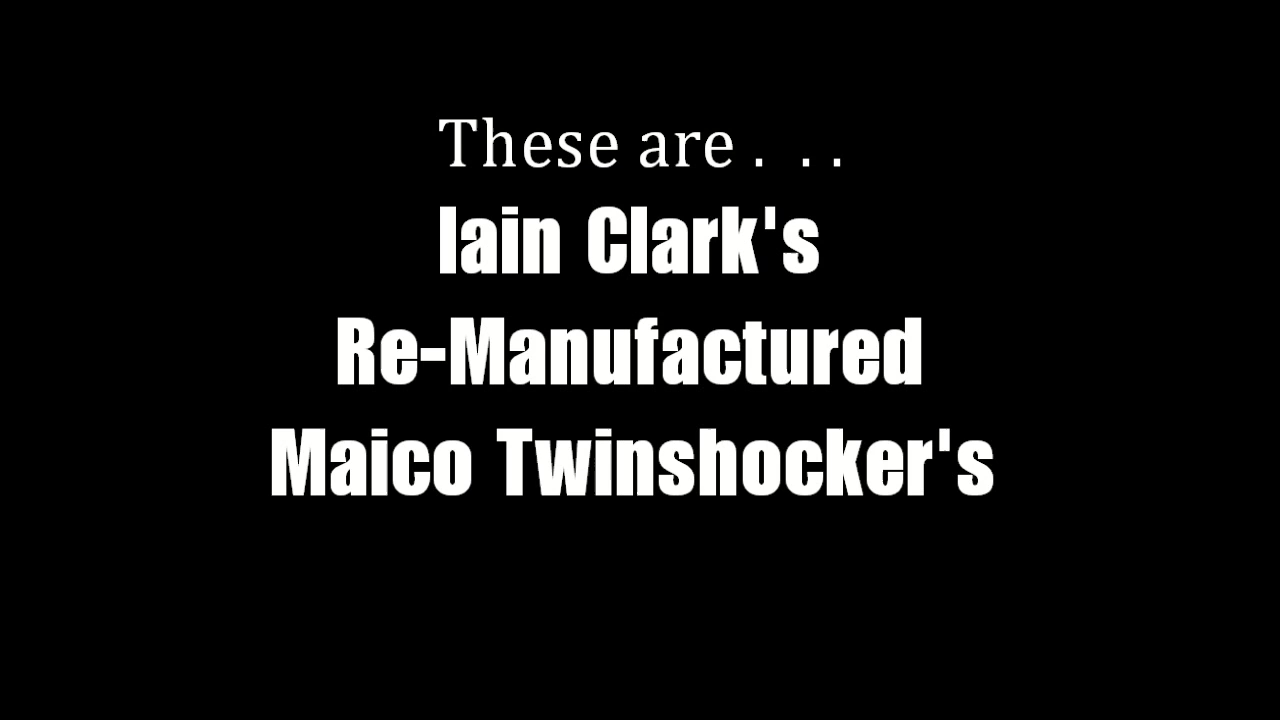 These are . . .
Iain Clark's
Re-Manufactured
Maico Twinshocker's